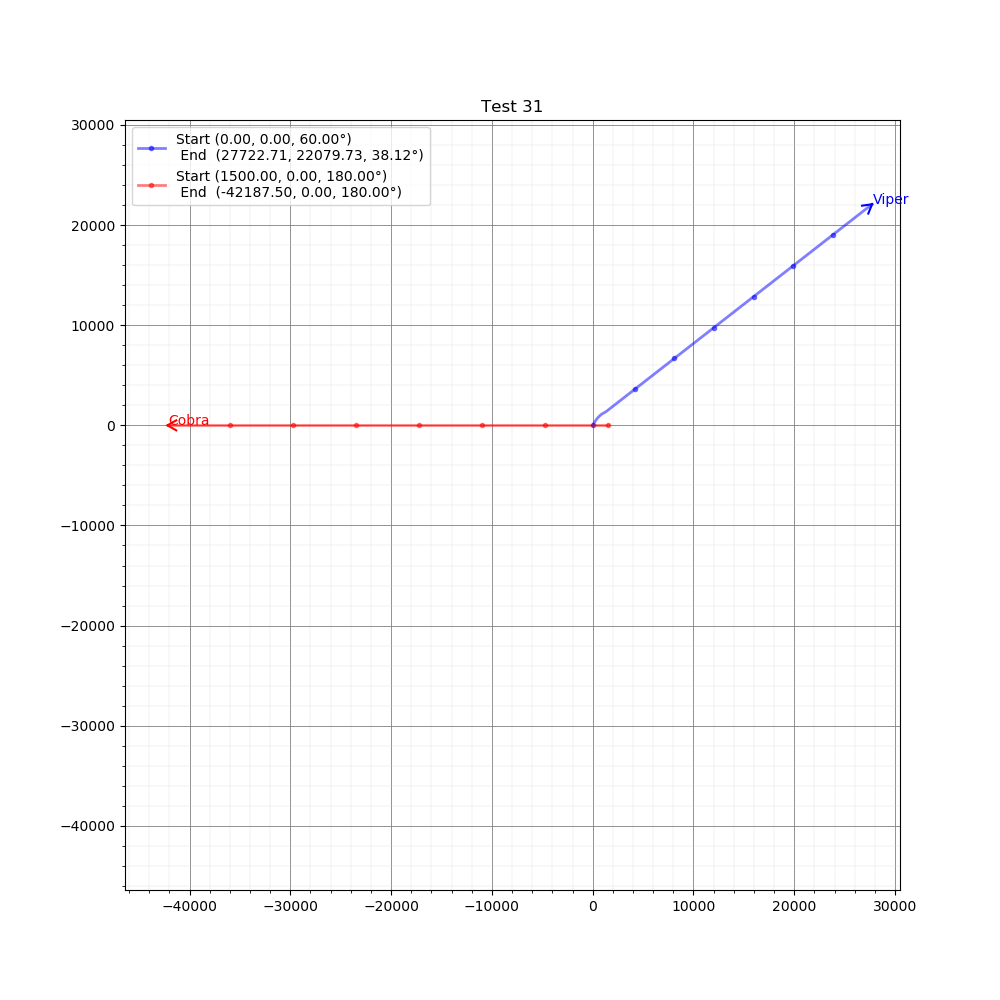 Test 31
30000
20000
10000
0
−10000
−20000
−30000
−40000
Start (0.00, 0.00, 60.00°)
End  (27722.71, 22079.73, 38.12°)
Start (1500.00, 0.00, 180.00°)
End  (-42187.50, 0.00, 180.00°)
Viper
Cobra
−40000 −30000 −20000 −10000 0 10000 20000 30000